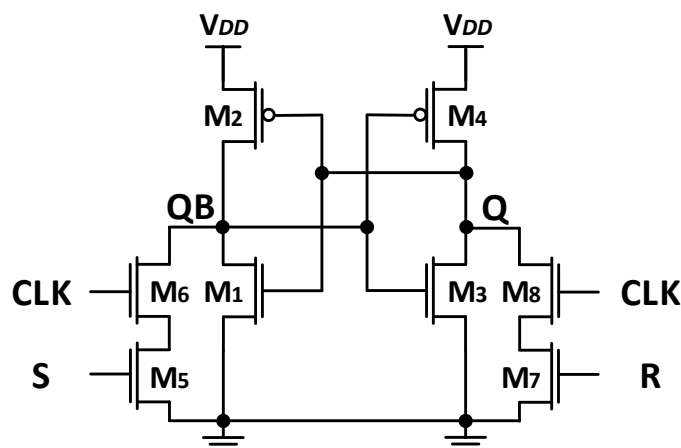 VDD VDD
M2 M4
QB Q
CLK M6 M1 M3 M8 CLK
S M5 M7 R